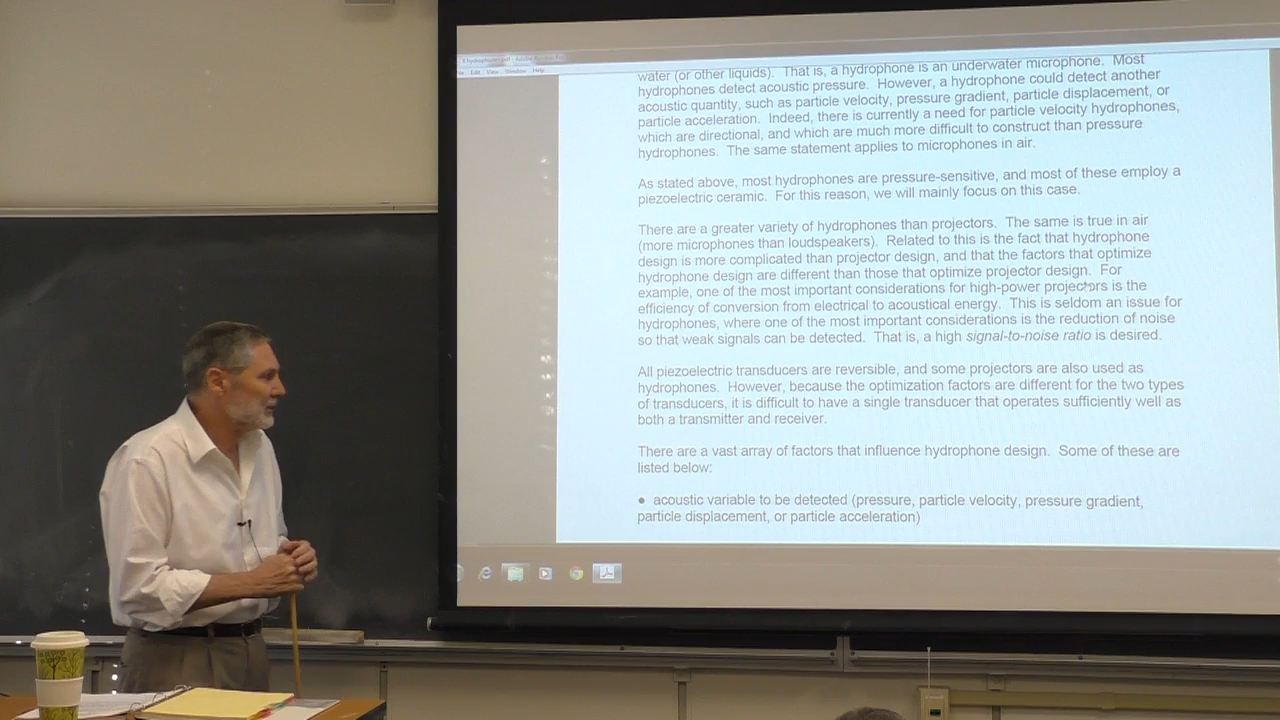 8 hydrophones.pdf - Adobe
Edit View Window Help
water (or other liquids). That is, a hydrophone is an underwater microphone. Most
hydrophones detect acoustic pressure. However, a hydrophone could detect another
acoustic quantity, such as particle velocity, pressure gradient, particle displacement, or
particle acceleration. Indeed, there is currently a need for particle velocity hydrophones,
which are directional, and which are much more difficult to construct than pressure
hydrophones. The same statement applies to microphones in air.
As stated above, most hydrophones are pressure-sensitive, and most of these employ a
piezoelectric ceramic. For this reason, we will mainly focus on this case.
There are a greater variety of hydrophones than projectors. The same is true in air
(more microphones than loudspeakers). Related to this is the fact that hydrophone
design is more complicated than projector design, and that the factors that optimize
hydrophone design are different than those that optimize projector design. For
example, one of the most important considerations for high-power projectors is the
efficiency of conversion from electrical to acoustical energy. This is seldom an issue for
hydrophones, where one of the most important considerations is the reduction of noise
so that weak signals can be detected. That is, a high signal-to-noise ratio is desired.
All piezoelectric transducers are reversible, and some projectors are also used as
hydrophones. However, because the optimization factors are different for the two types
of transducers, it is difficult to have a single transducer that operates sufficiently well as
both a transmitter and receiver.
There are a vast array of factors that influence hydrophone design. Some of these are
listed below:
● acoustic variable to be detected (pressure, particle velocity, pressure gradient,
particle displacement, or particle acceleration)